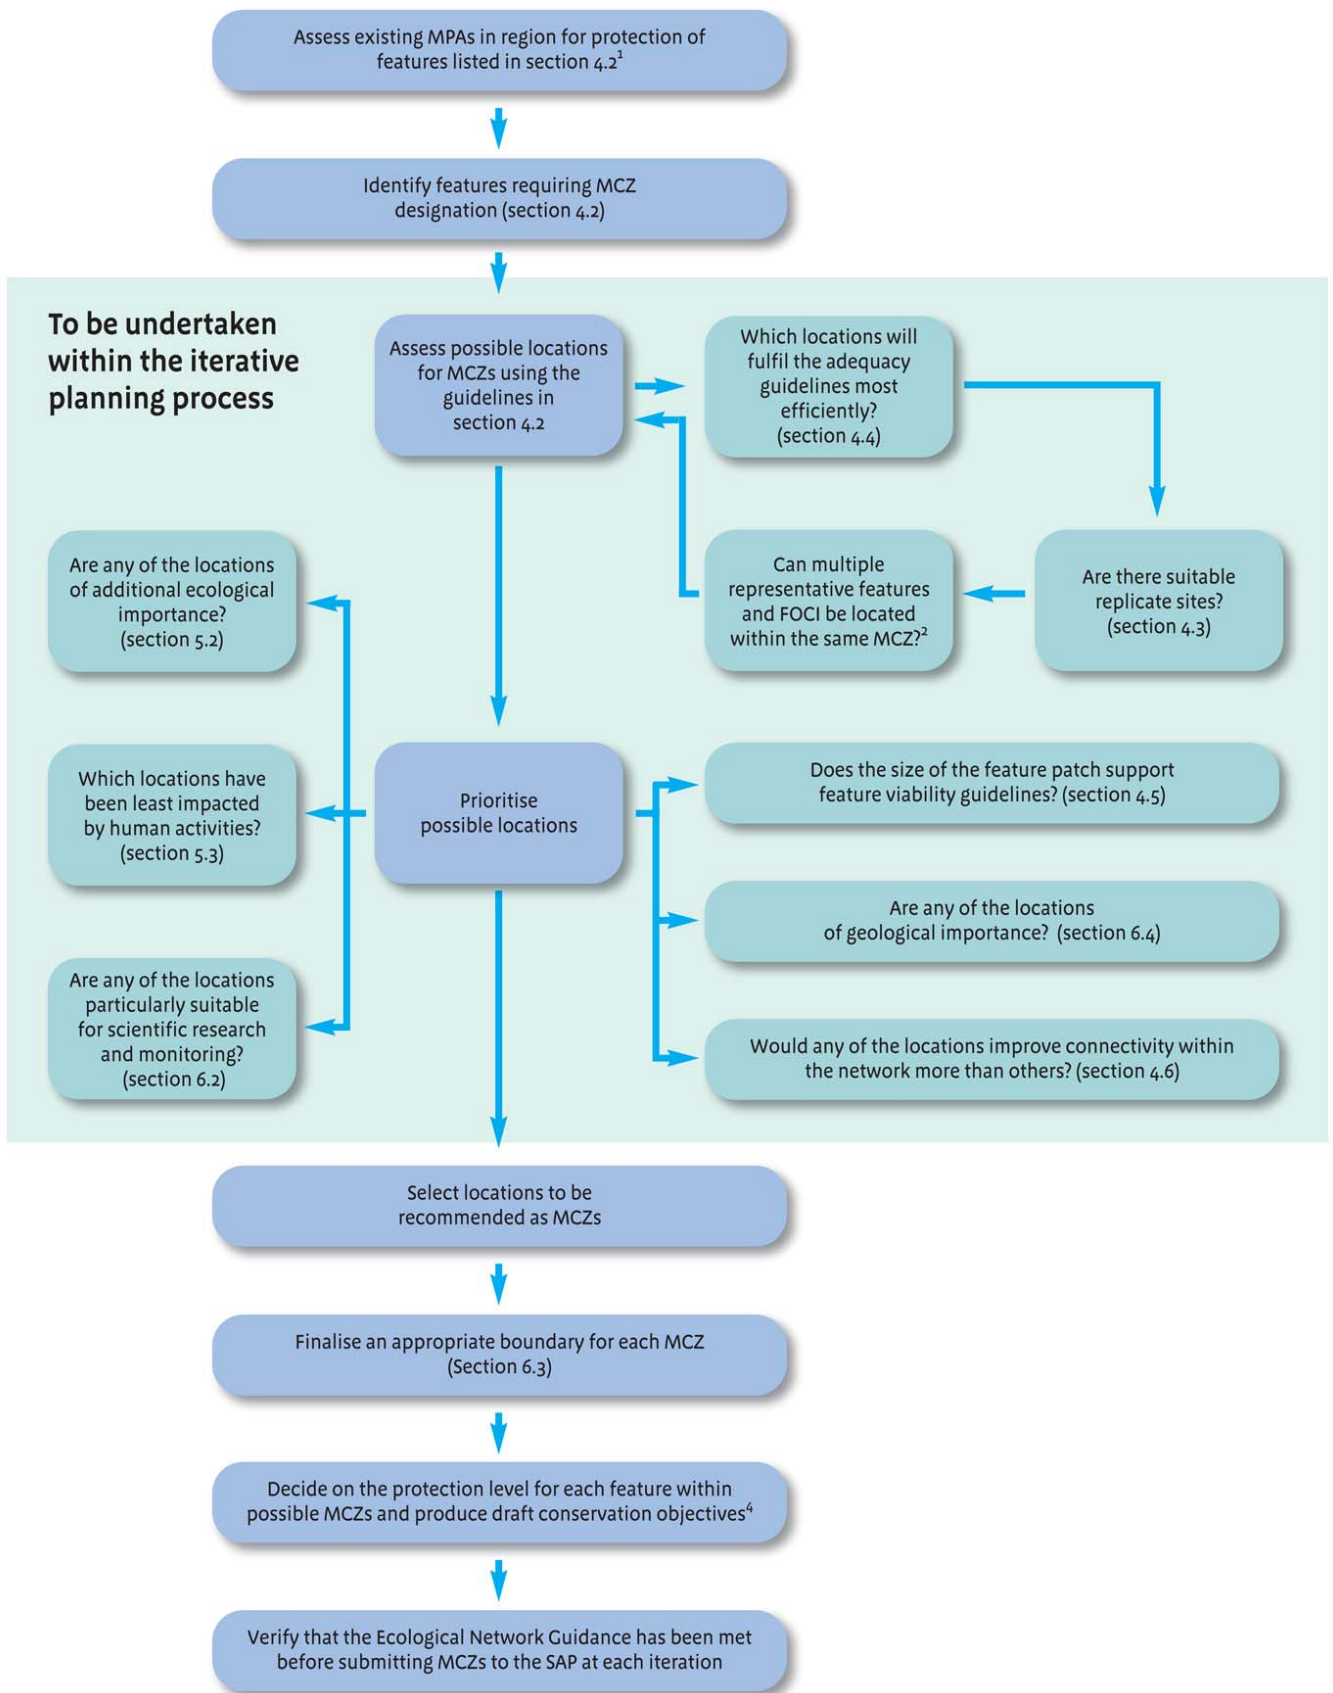 Assess existing MPAs in region for protection of
features listed in section 4.2¹
Identify features requiring MCZ
designation (section 4.2)
To be undertaken
within the iterative
planning process
Assess possible locations
for MCZs using the
guidelines in
section 4.2
Which locations will
fulfil the adequacy
guidelines most
efficiently?
(section 4.4)
Are there suitable
replicate sites?
(section 4.3)
Can multiple
representative features
and FOCI be located
within the same MCZ?²
Are any of the locations
of additional ecological
importance?
(section 5.2)
Which locations have
been least impacted
by human activities?
(section 5.3)
Are any of the locations
particularly suitable
for scientific research
and monitoring?
(section 6.2)
Prioritise
possible locations
Does the size of the feature patch support
feature viability guidelines? (section 4.5)
Are any of the locations
of geological importance? (section 6.4)
Would any of the locations improve connectivity within
the network more than others? (section 4.6)
Select locations to be
recommended as MCZs
Finalise an appropriate boundary for each MCZ
(Section 6.3)
Decide on the protection level for each feature within
possible MCZs and produce draft conservation objectives⁴
Verify that the Ecological Network Guidance has been met
before submitting MCZs to the SAP at each iteration